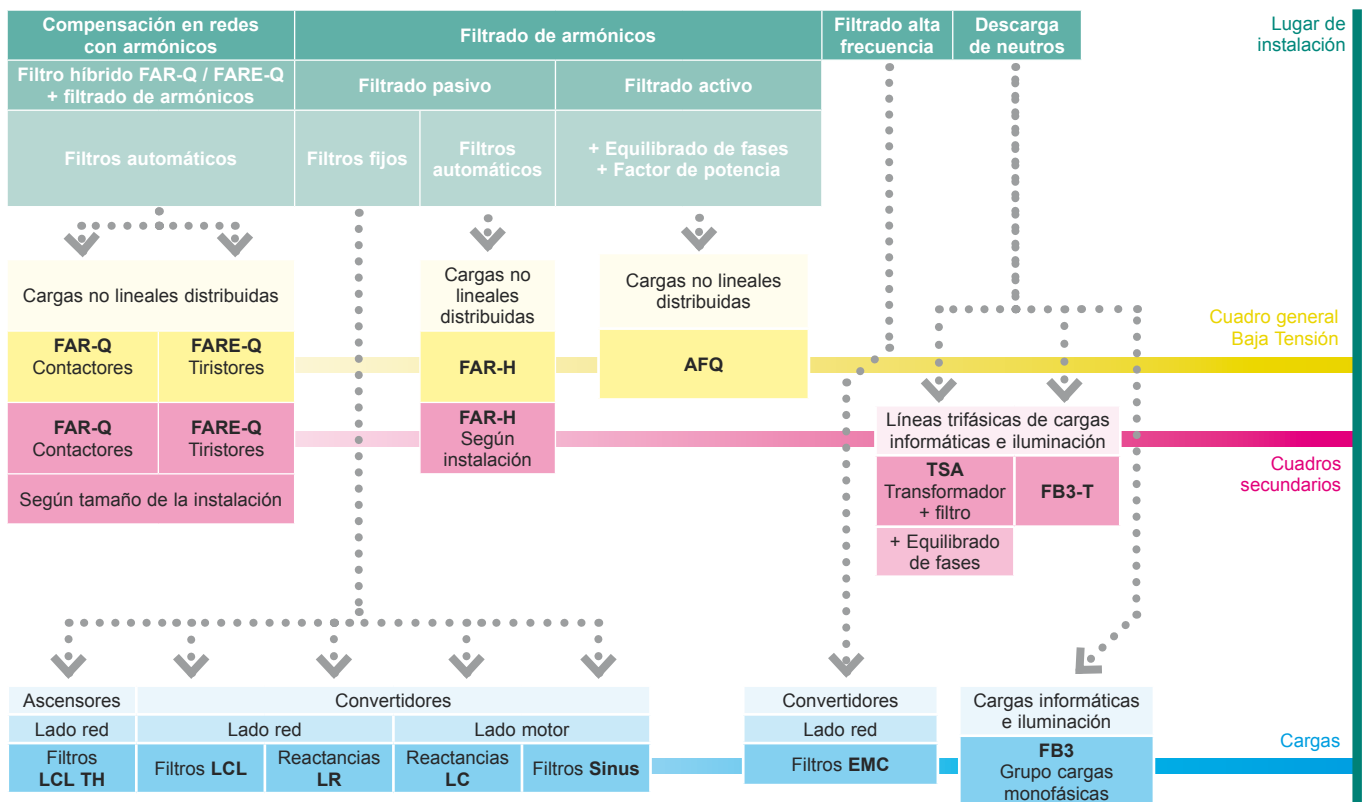 Compensación en redes
con armónicos
Filtrado de armónicos
Filtrado alta
frecuencia
Descarga
de neutros
Lugar de
instalación
Filtro híbrido FAR-Q / FARE-Q
+ filtrado de armónicos
Filtrado pasivo
Filtrado activo
Filtros automáticos
Filtros fijos
Filtros
automáticos
+ Equilibrado de fases
+ Factor de potencia
Cargas no lineales distribuidas
Cargas no
lineales
distribuidas
Cargas no lineales
distribuidas
Cuadro general
Baja Tensión
FAR-Q
Contactores
FARE-Q
Tiristores
FAR-H
AFQ
FAR-Q
Contactores
FARE-Q
Tiristores
FAR-H
Según
instalación
Líneas trifásicas de cargas
informáticas e iluminación
Cuadros
secundarios
Según tamaño de la instalación
TSA
Transformador
+ filtro
FB3-T
+ Equilibrado
de fases
Ascensores
Convertidores
Convertidores
Cargas informáticas
e iluminación
Lado red
Lado red
Lado motor
Lado red
Cargas
Filtros
LCL TH
Filtros LCL
Reactancias
LR
Reactancias
LC
Filtros Sinus
Filtros EMC
FB3
Grupo cargas
monofásicas